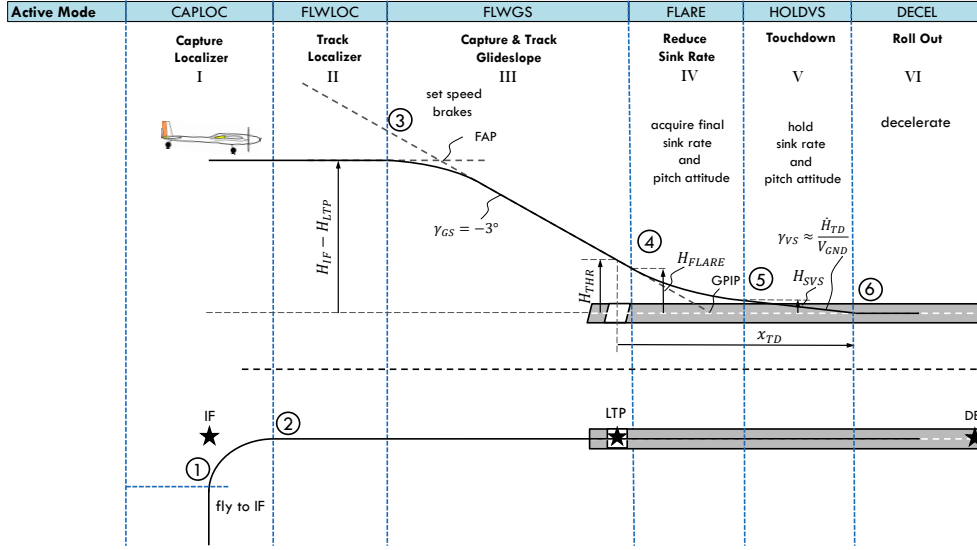 Active Mode CAPLOC FLWLOC FLWGS FLARE HOLDVS DECEL
Capture
Localizer
I
Track
Localizer
II
Capture & Track
Glideslope
III
Reduce
Sink Rate
IV
Touchdown
V
Roll Out
VI
set speed
brakes
3
FAP
acquire final
sink rate
and
pitch attitude
hold
sink rate
and
pitch attitude
decelerate
H_IF − H_LTP
γ_GS = −3°
4
H_THR
H_FLARE
GPIP
5
γ_VS ≈ Ḣ_TD / V_GND
H_SVS
6
x_TD
IF
2
LTP
DE
1
fly to IF